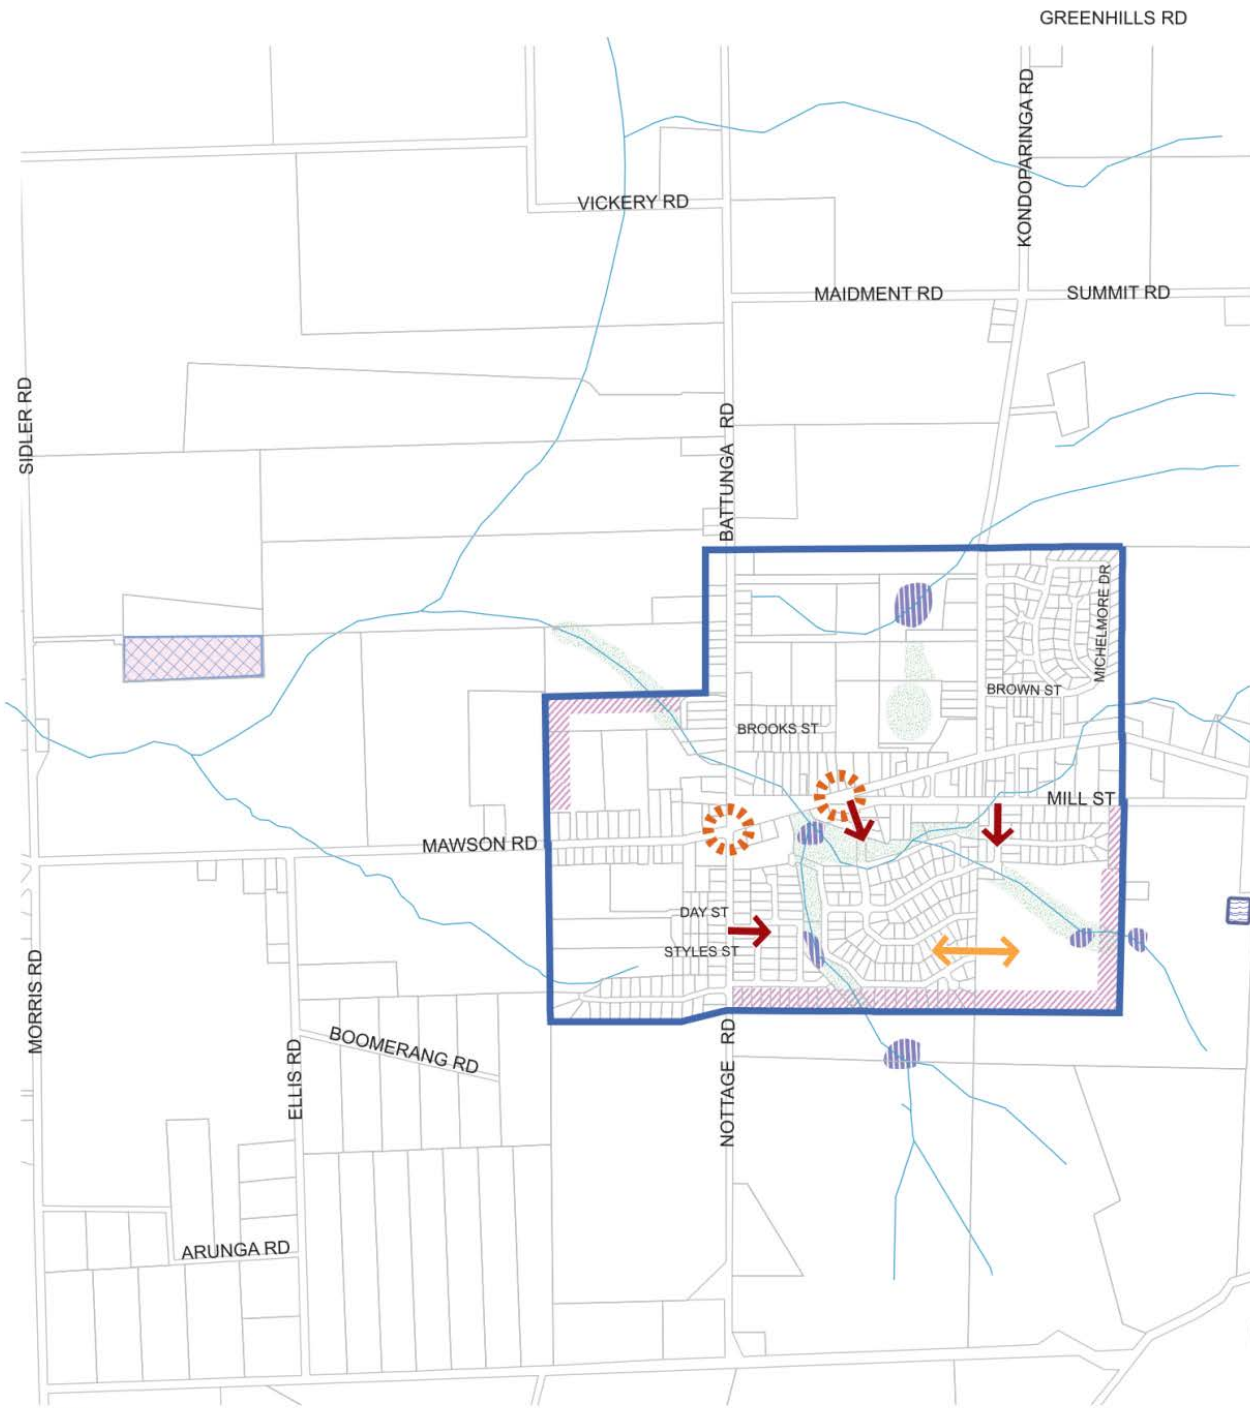 GREENHILLS RD
KONDOPARINGA RD
VICKERY RD
MAIDMENT RD
SUMMIT RD
SIDLER RD
BATTUNGA RD
MICHELMORE DR
BROWN ST
BROOKS ST
MILL ST
MAWSON RD
DAY ST
STYLES ST
MORRIS RD
BOOMERANG RD
ELLIS RD
NOTTAGE RD
ARUNGA RD